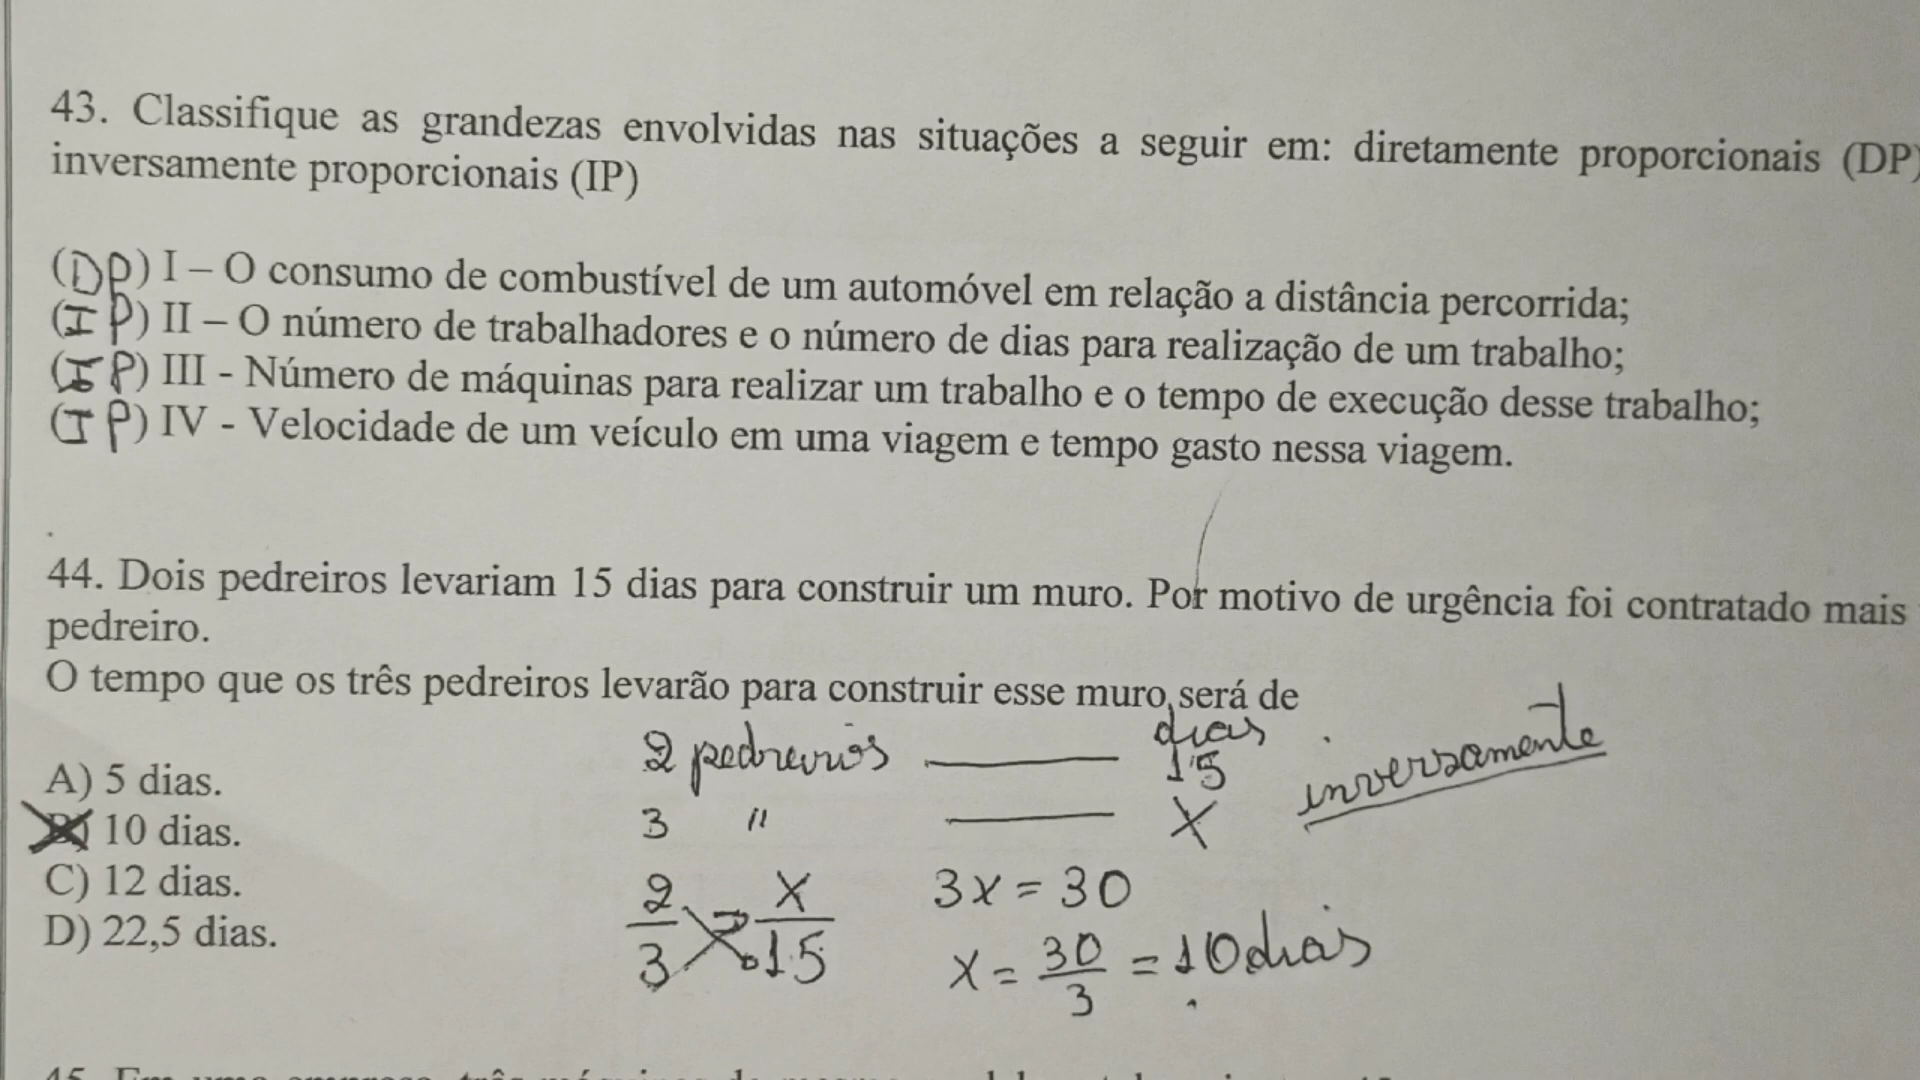 43. Classifique as grandezas envolvidas nas situações a seguir em: diretamente proporcionais (DP)
inversamente proporcionais (IP)
(DP) I – O consumo de combustível de um automóvel em relação a distância percorrida;
(IP) II – O número de trabalhadores e o número de dias para realização de um trabalho;
(IP) III - Número de máquinas para realizar um trabalho e o tempo de execução desse trabalho;
(IP) IV - Velocidade de um veículo em uma viagem e tempo gasto nessa viagem.
44. Dois pedreiros levariam 15 dias para construir um muro. Por motivo de urgência foi contratado mais
pedreiro.
O tempo que os três pedreiros levarão para construir esse muro será de
A) 5 dias.
B) 10 dias.
C) 12 dias.
D) 22,5 dias.
dias
2 pedreiros —— 15
3 " —— X
inversamente
2/3 X/15
3x = 30
x = 30/3 = 10 dias